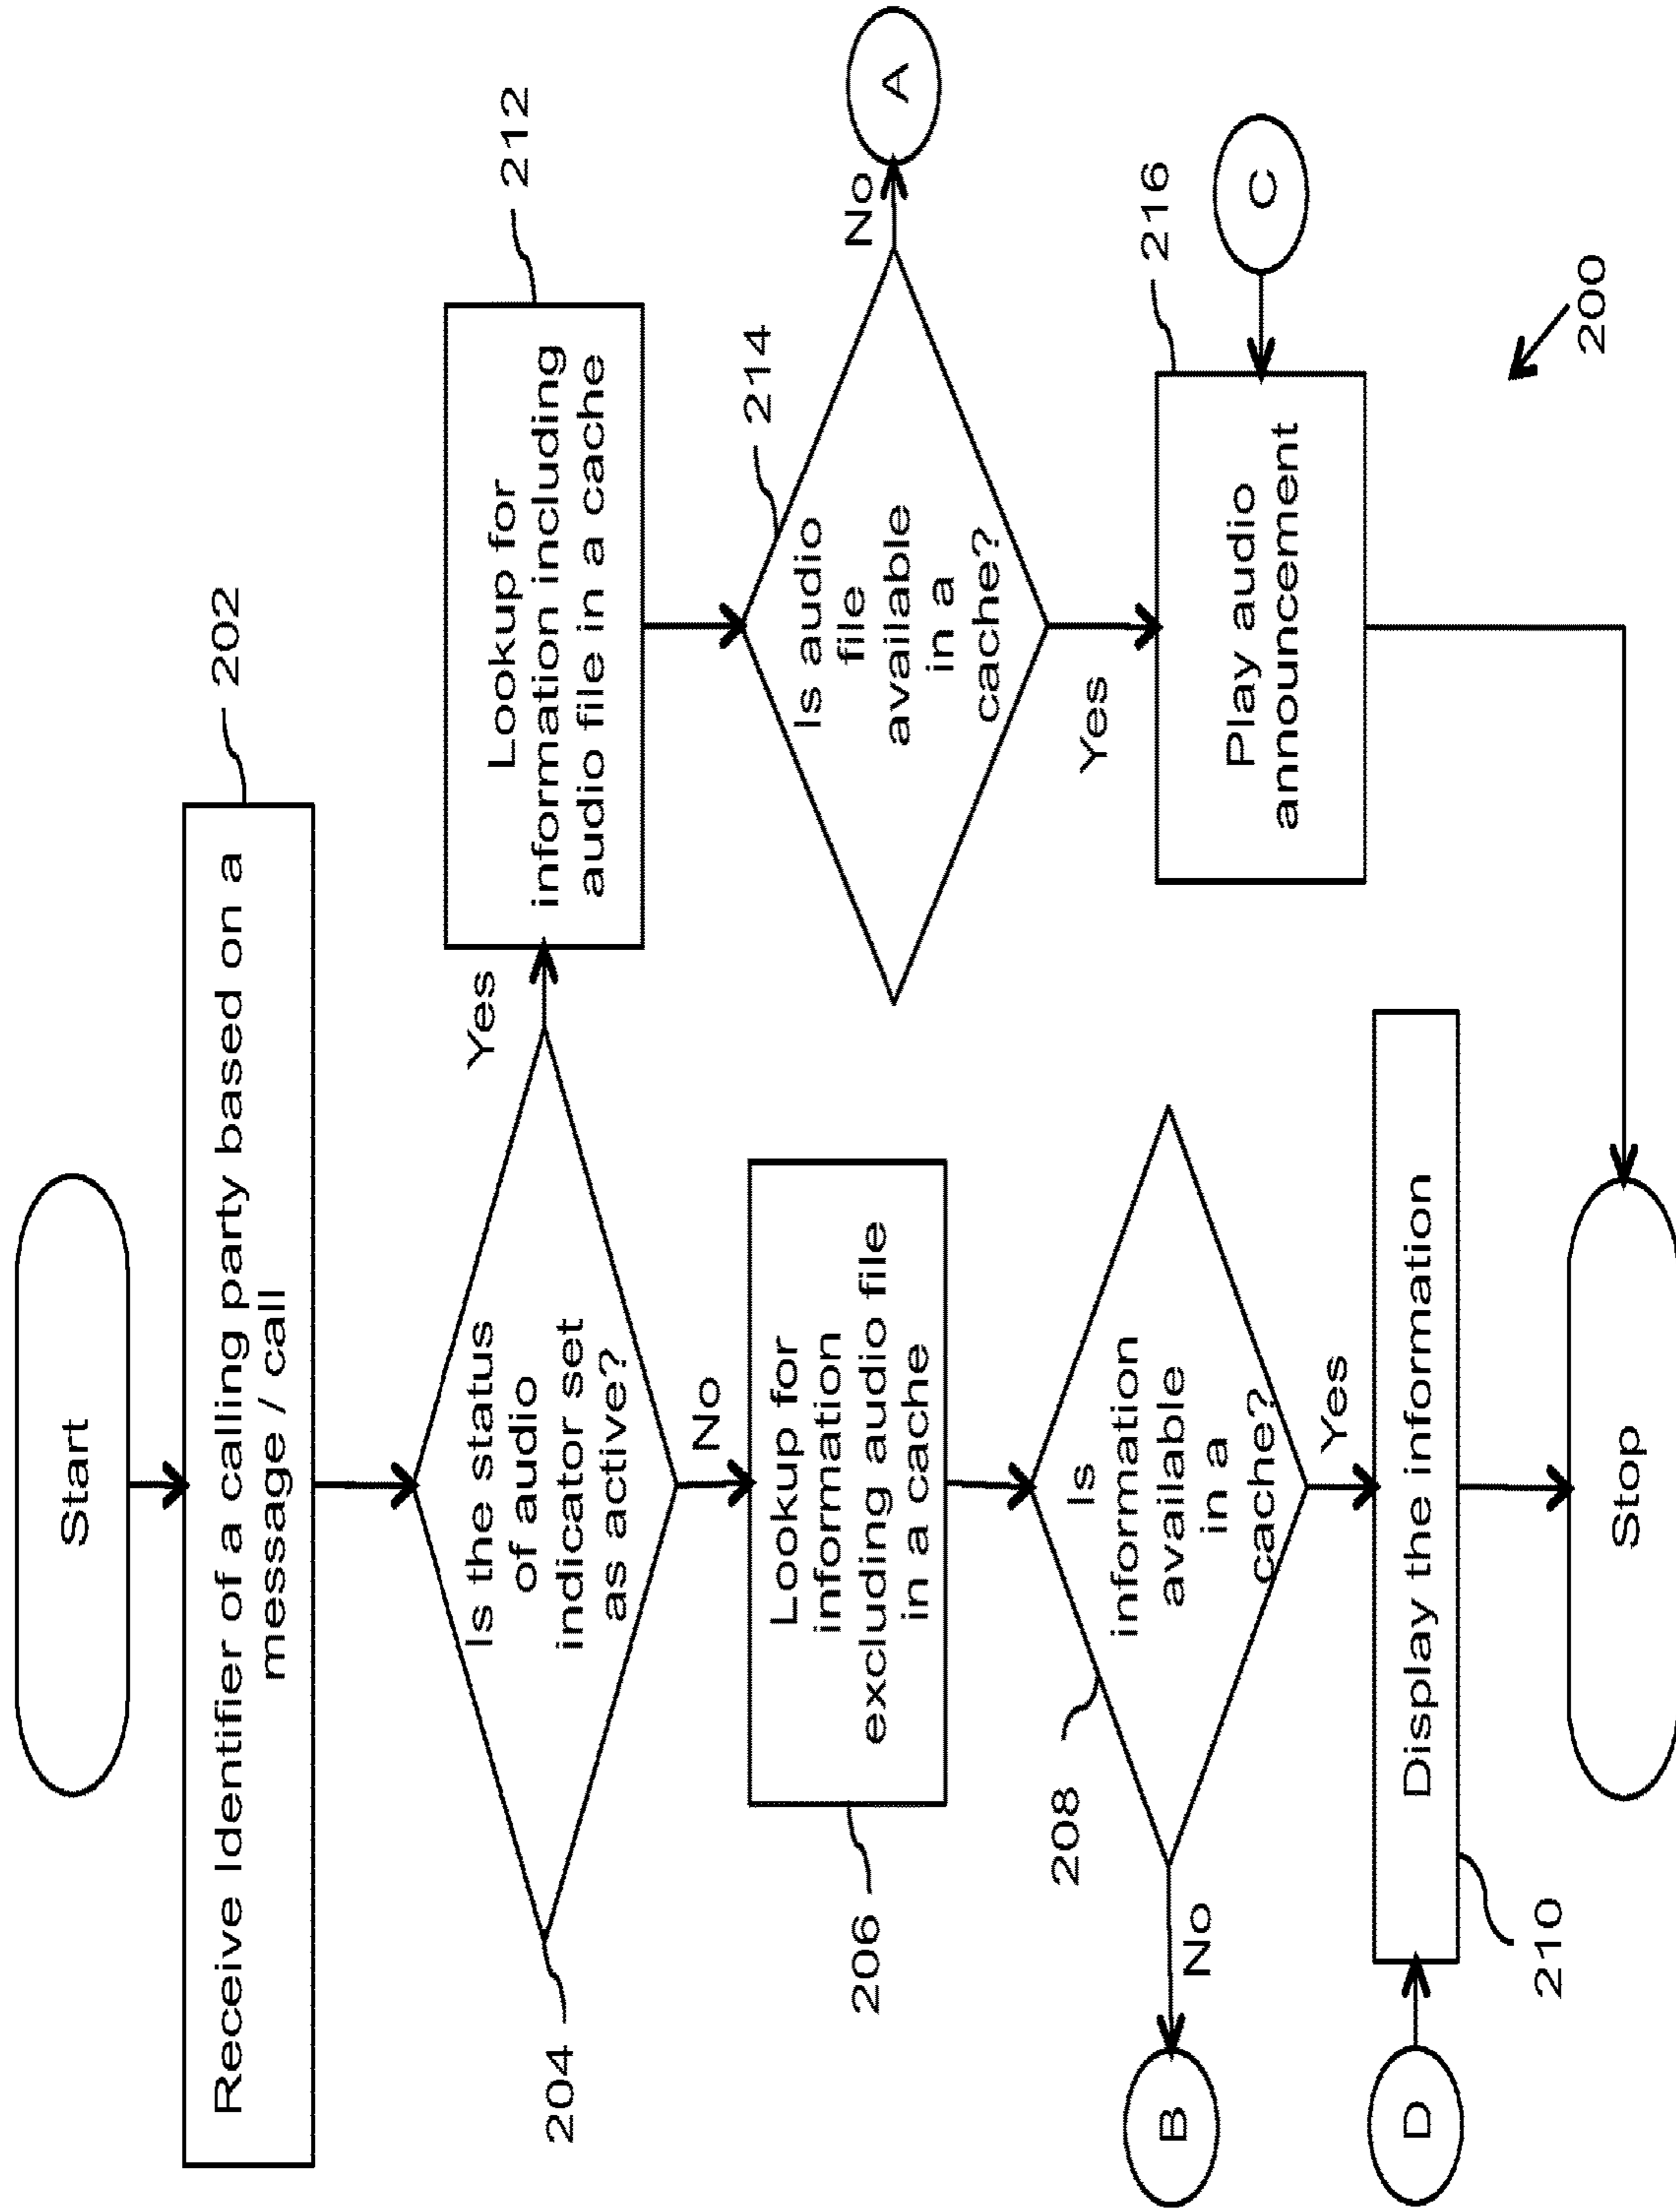 Start
Receive Identifier of a calling party based on a
message / call
202
Is the status
of audio
indicator set
as active?
204
Yes
No
Lookup for
information including
audio file in a cache
212
Is audio
file
available
in a
cache?
214
No
A
Yes
Play audio
announcement
216
C
Lookup for
information
excluding audio file
in a cache
206
Is
information
available
in a
cache?
208
No
B
Yes
Display the information
210
D
Stop
200